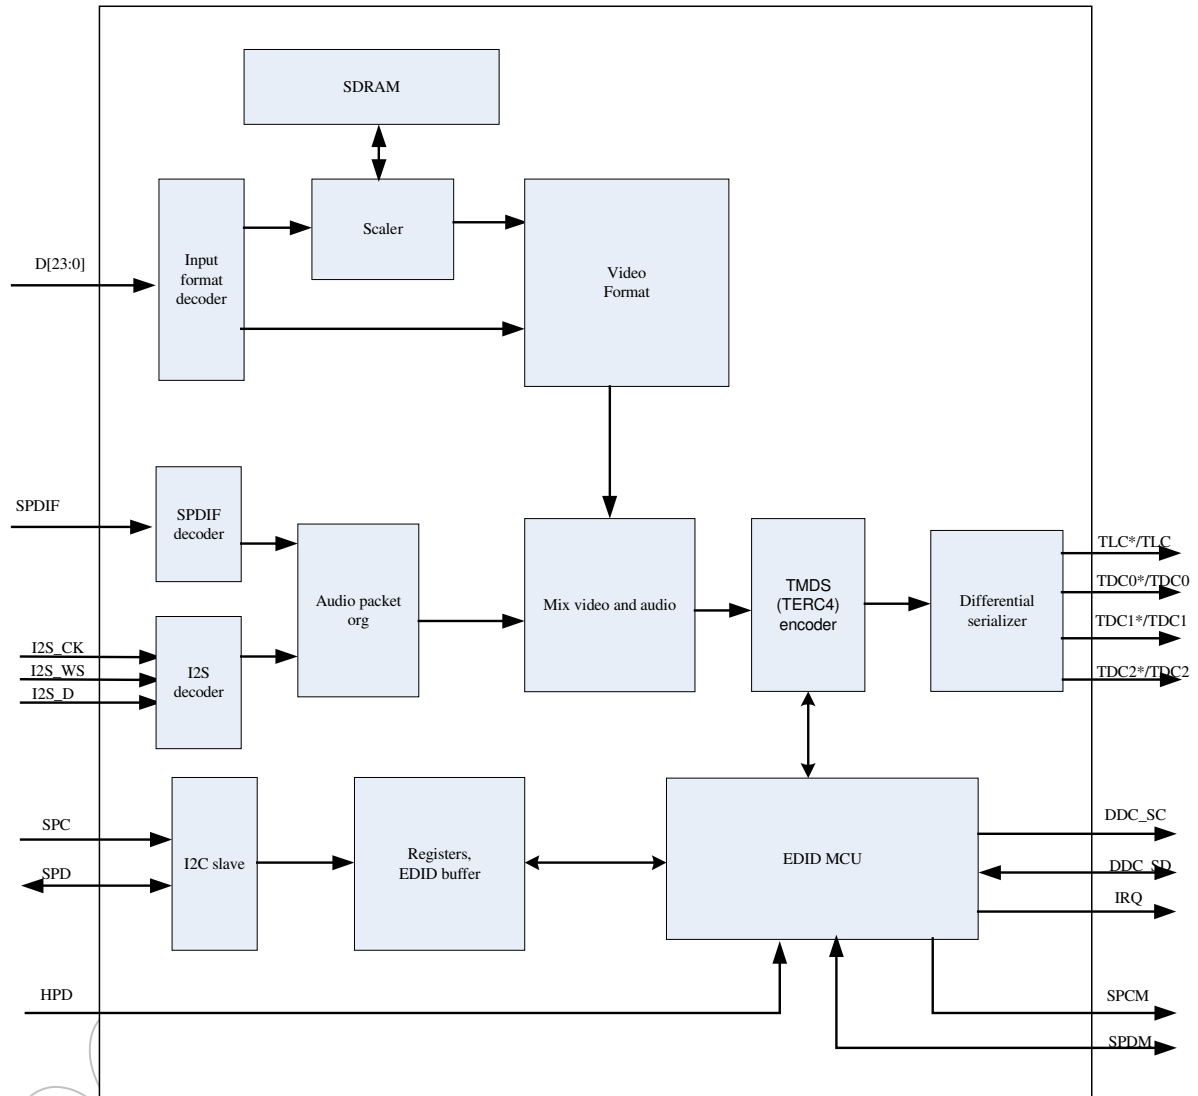 SDRAM
Scaler
Input
format
decoder
Video
Format
D[23:0]
SPDIF
SPDIF
decoder
Audio packet
org
Mix video and audio
TMDS
(TERC4)
encoder
Differential
serializer
TLC*/TLC
TDC0*/TDC0
TDC1*/TDC1
TDC2*/TDC2
I2S_CK
I2S_WS
I2S_D
I2S
decoder
SPC
SPD
I2C slave
Registers,
EDID buffer
EDID MCU
DDC_SC
DDC_SD
IRQ
HPD
SPCM
SPDM